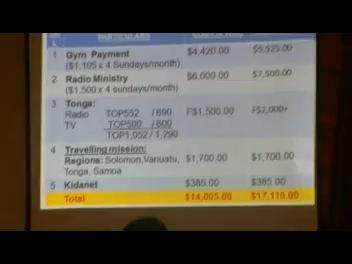 PARTICULARS
1 Gym Payment $4,420.00 $5,525.00
($1,105 x 4 Sundays/month)
2 Radio Ministry $6,000.00 $7,500.00
($1,500 x 4 sundays/month)
3 Tonga:
Radio TOP552 / 690 F$1,500.00 F$2,000+
TV TOP500 / 600
TOP1,052 / 1,290
4 Travelling mission:
Regions: Solomon,Vanuatu, $1,700.00 $1,700.00
Tonga, Samoa
5 Kidanet $385.00 $385.00
Total $14,005.00 $17,110.00